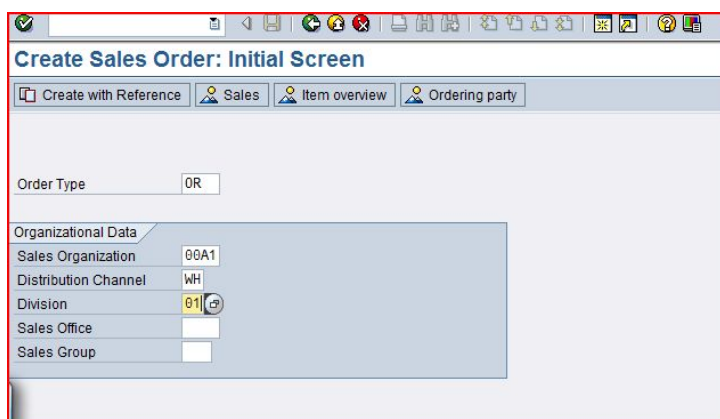 Create Sales Order: Initial Screen
Create with Reference Sales Item overview Ordering party
Order Type OR
Organizational Data
Sales Organization 00A1
Distribution Channel WH
Division 01
Sales Office
Sales Group